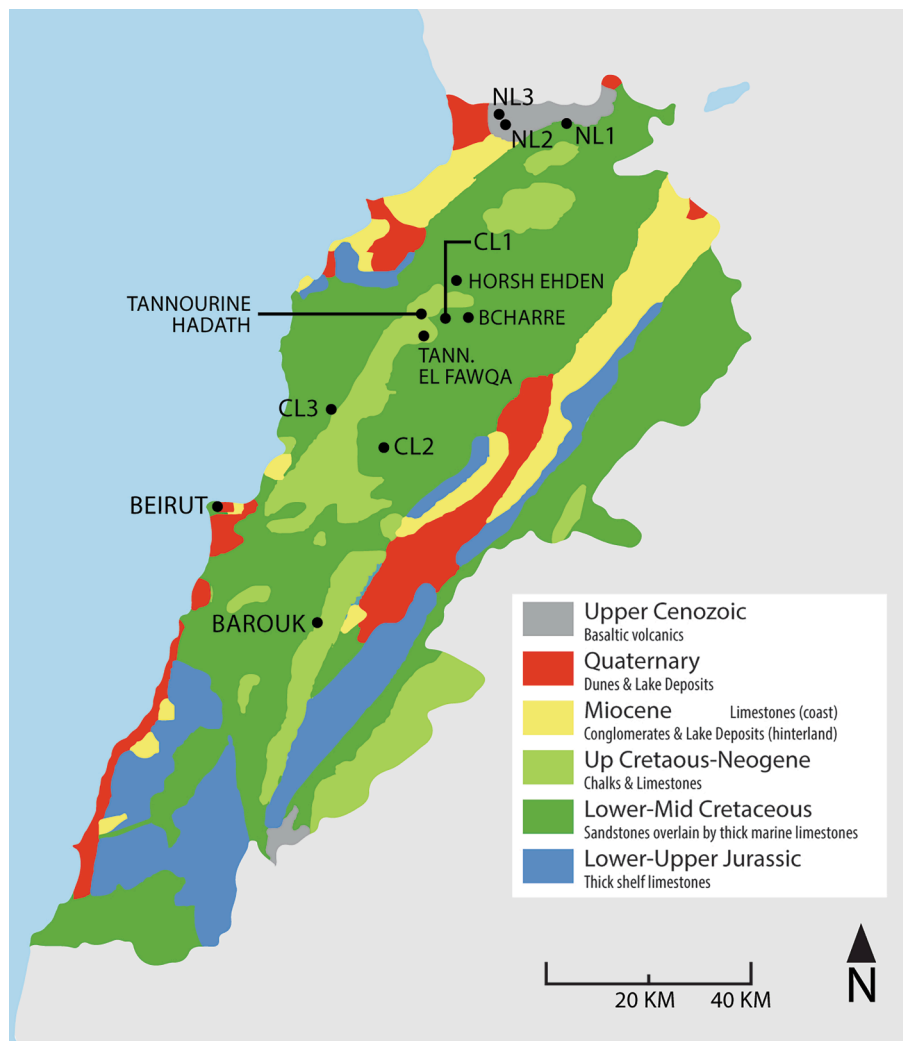 NL3
NL2
NL1
CL1
HORSH EHDEN
TANNOURINE
HADATH
BCHARRE
TANN.
EL FAWQA
CL3
CL2
BEIRUT
BAROUK
Upper Cenozoic
Basaltic volcanics
Quaternary
Dunes & Lake Deposits
Miocene Limestones (coast)
Conglomerates & Lake Deposits (hinterland)
Up Cretaous-Neogene
Chalks & Limestones
Lower-Mid Cretaceous
Sandstones overlain by thick marine limestones
Lower-Upper Jurassic
Thick shelf limestones
20 KM 40 KM
N